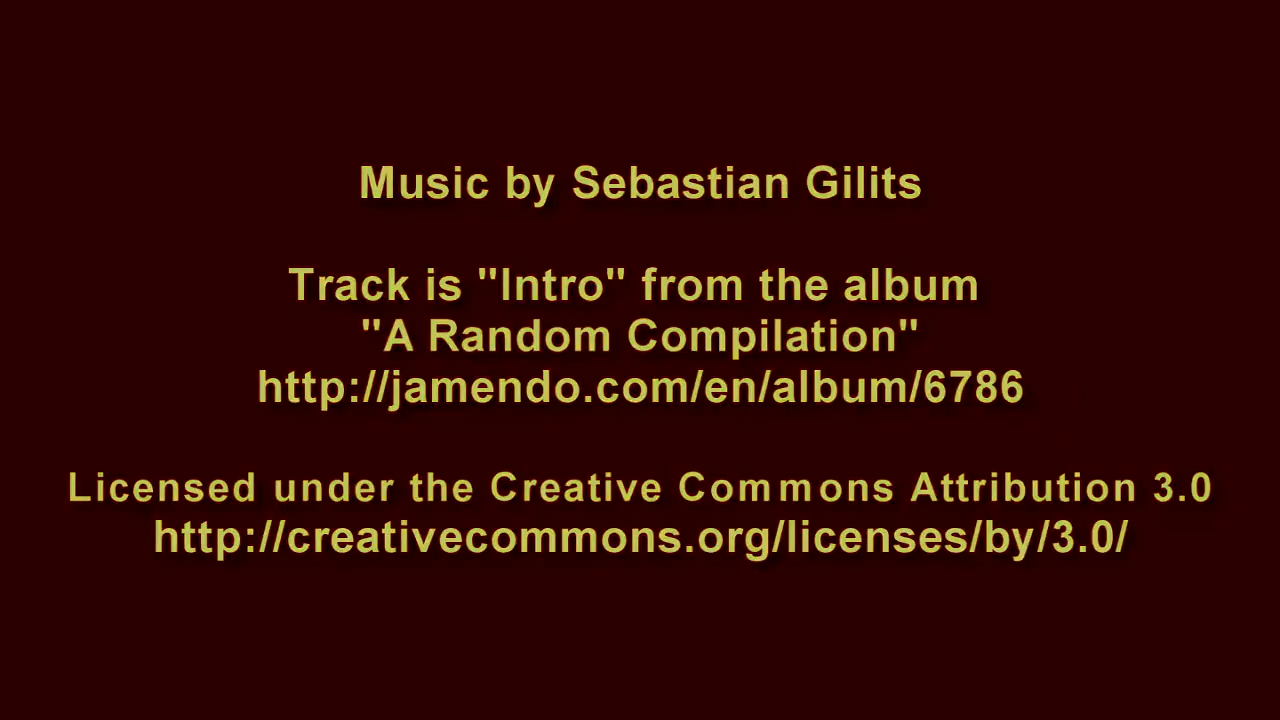 Music by Sebastian Gilits
Track is "Intro" from the album
"A Random Compilation"
http://jamendo.com/en/album/6786
Licensed under the Creative Commons Attribution 3.0
http://creativecommons.org/licenses/by/3.0/